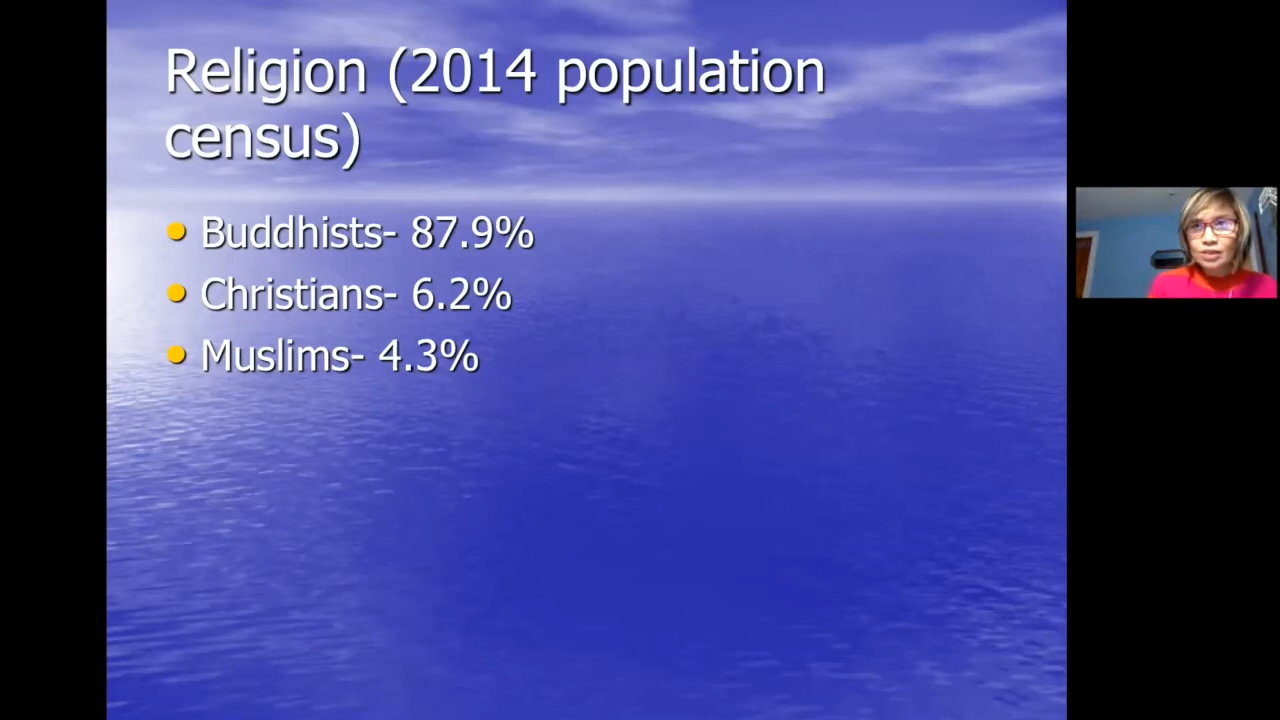 Religion (2014 population
census)
Buddhists- 87.9%
Christians- 6.2%
Muslims- 4.3%